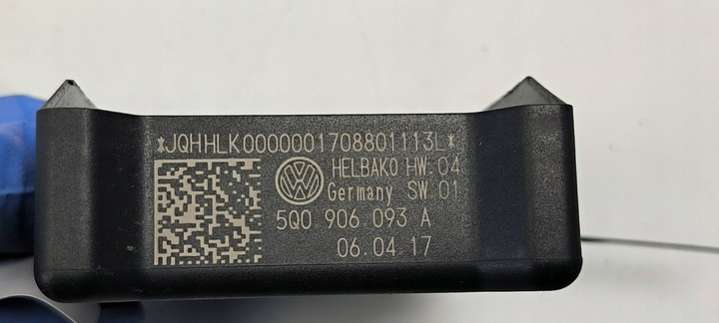 *JQHHLK0000001708801113L*
HELBAKO HW.04
Germany SW.01
5Q0 906 093 A
06.04.17